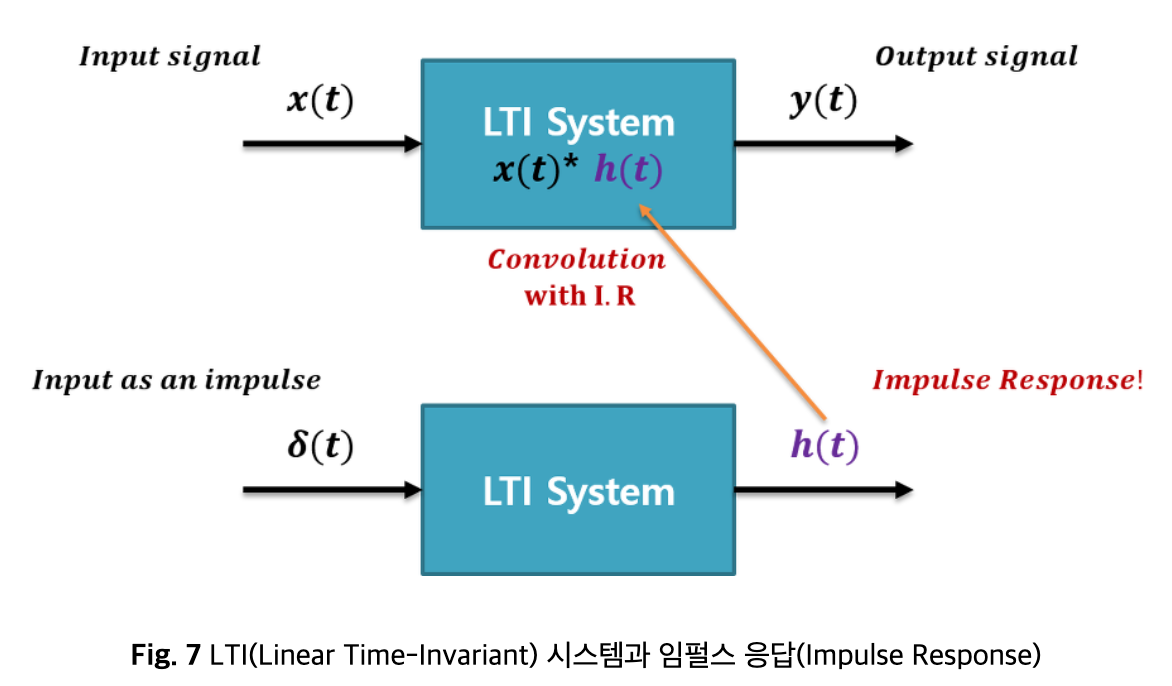 Input signal
Output signal
x(t)
y(t)
LTI System
x(t)* h(t)
Convolution
with I. R
Input as an impulse
Impulse Response!
δ(t)
h(t)
LTI System
Fig. 7 LTI(Linear Time-Invariant) 시스템과 임펄스 응답(Impulse Response)